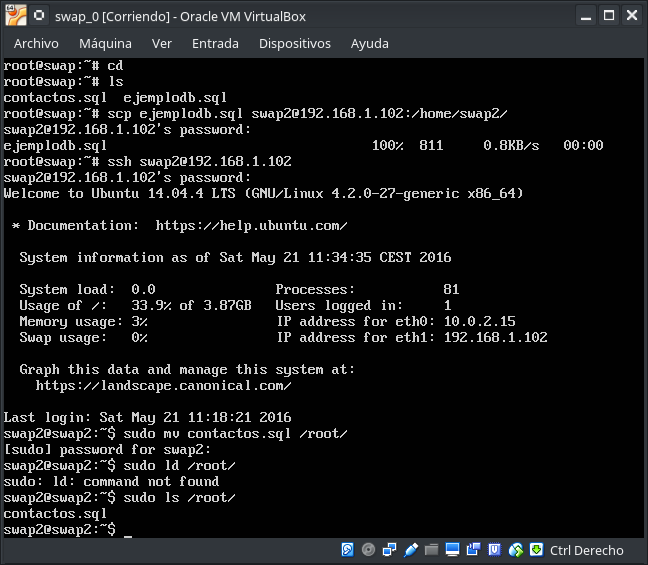 swap_0 [Corriendo] - Oracle VM VirtualBox
Archivo Máquina Ver Entrada Dispositivos Ayuda
root@swap:~# cd
root@swap:~# ls
contactos.sql  ejemplodb.sql
root@swap:~# scp ejemplodb.sql swap2@192.168.1.102:/home/swap2/
swap2@192.168.1.102's password:
ejemplodb.sql                                 100%  811     0.8KB/s   00:00
root@swap:~# ssh swap2@192.168.1.102
swap2@192.168.1.102's password:
Welcome to Ubuntu 14.04.4 LTS (GNU/Linux 4.2.0-27-generic x86_64)
* Documentation:  https://help.ubuntu.com/
System information as of Sat May 21 11:34:35 CEST 2016
System load:  0.0               Processes:           81
Usage of /:   33.9% of 3.87GB   Users logged in:     1
Memory usage: 3%                IP address for eth0: 10.0.2.15
Swap usage:   0%                IP address for eth1: 192.168.1.102
Graph this data and manage this system at:
https://landscape.canonical.com/
Last login: Sat May 21 11:18:21 2016
swap2@swap2:~$ sudo mv contactos.sql /root/
[sudo] password for swap2:
swap2@swap2:~$ sudo ld /root/
sudo: ld: command not found
swap2@swap2:~$ sudo ls /root/
contactos.sql
swap2@swap2:~$ _
Ctrl Derecho